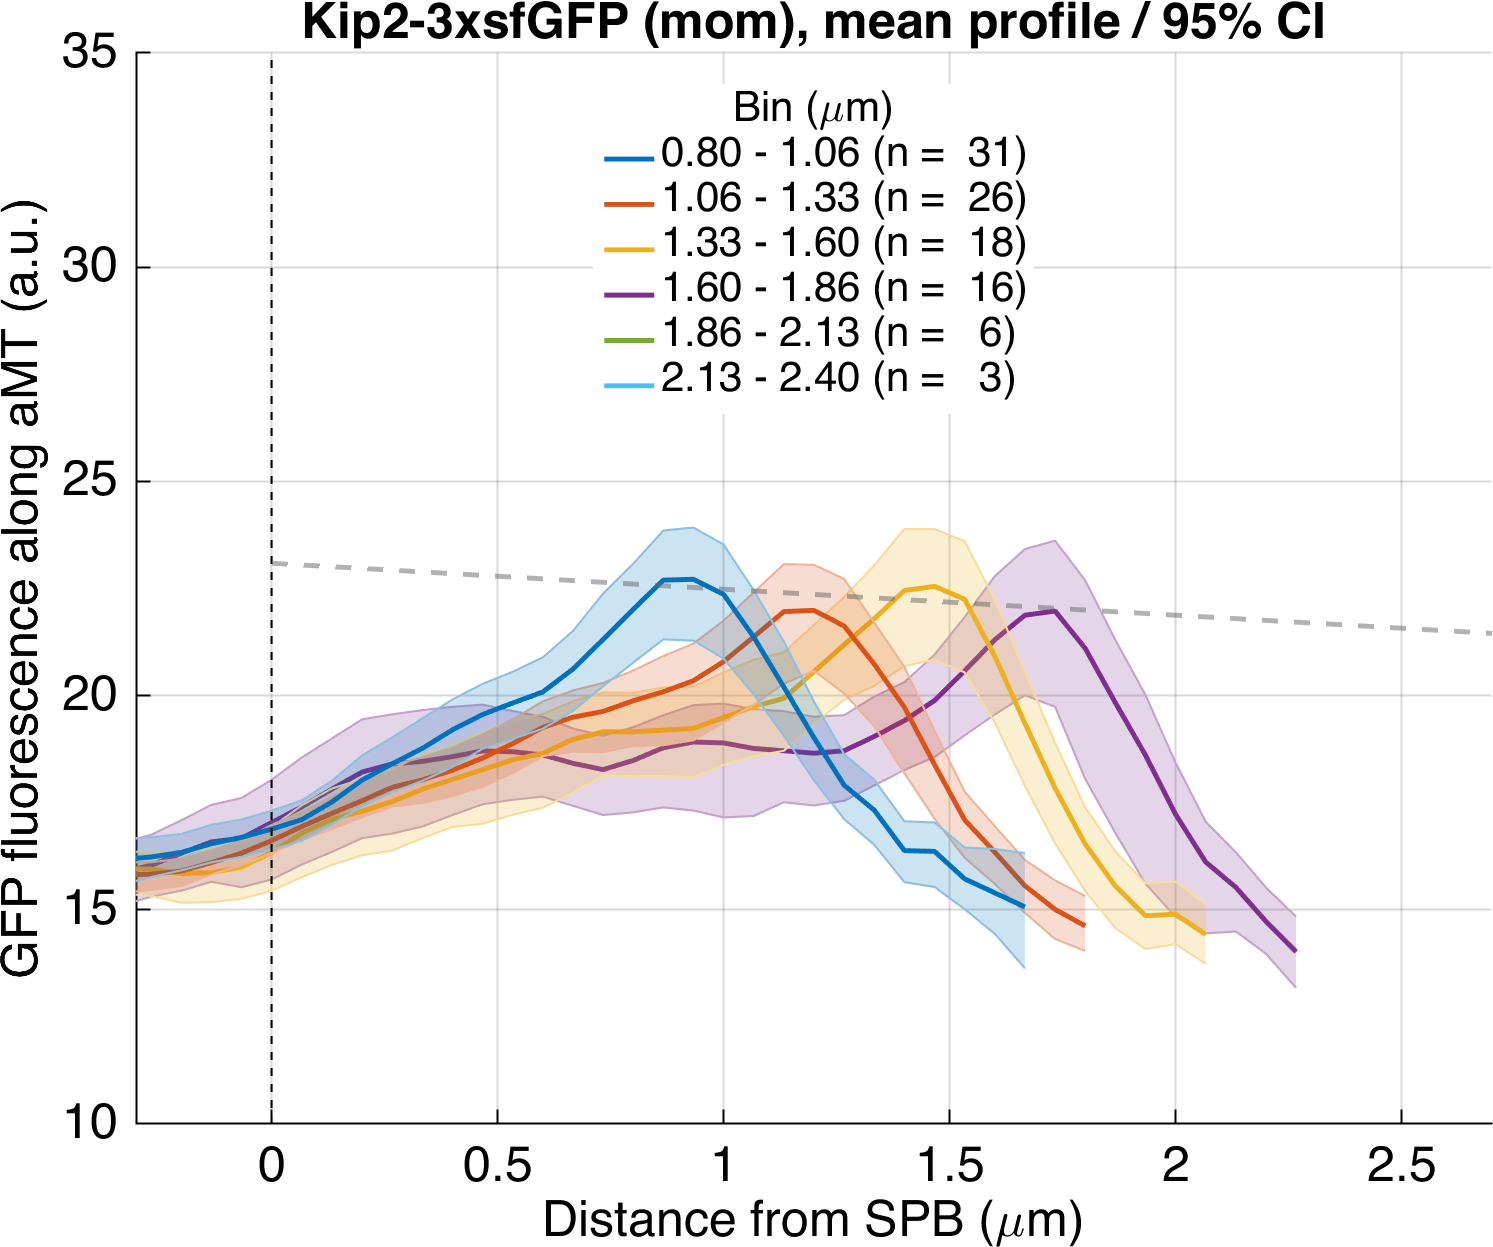 Kip2-3xsfGFP (mom), mean profile / 95% CI
35
30
25
20
15
10
GFP fluorescence along aMT (a.u.)
Bin (μm)
0.80 - 1.06 (n = 31)
1.06 - 1.33 (n = 26)
1.33 - 1.60 (n = 18)
1.60 - 1.86 (n = 16)
1.86 - 2.13 (n = 6)
2.13 - 2.40 (n = 3)
0 0.5 1 1.5 2 2.5
Distance from SPB (μm)